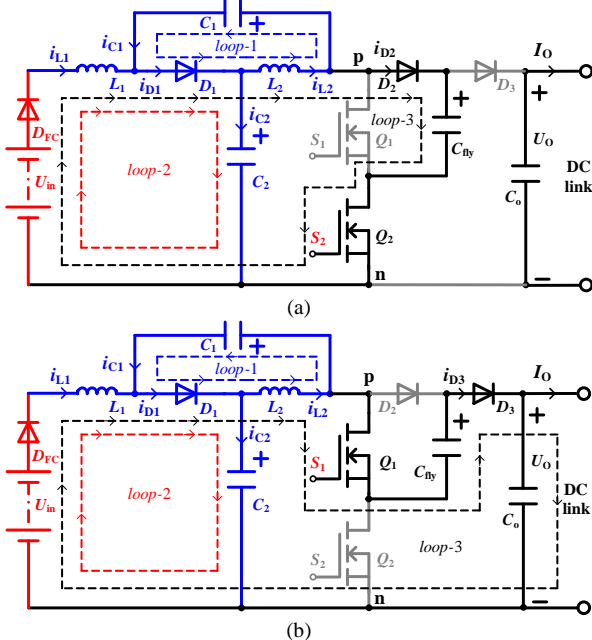 C1 +
iL1 iC1 loop-1 p iD2 IO
L1 iD1 D1 L2 iL2 D2 D3
DFC iC2 + S1 Q1 loop-3 + +
Uin loop-2 C2 Cfly UO DC
Co link
S2 Q2
n −
(a)
C1 +
iL1 iC1 loop-1 p iD3 IO
L1 iD1 D1 L2 iL2 D2 D3
DFC iC2 + S1 Q1 + +
Uin loop-2 C2 Cfly UO DC
Co link
S2 Q2 loop-3
n −
(b)